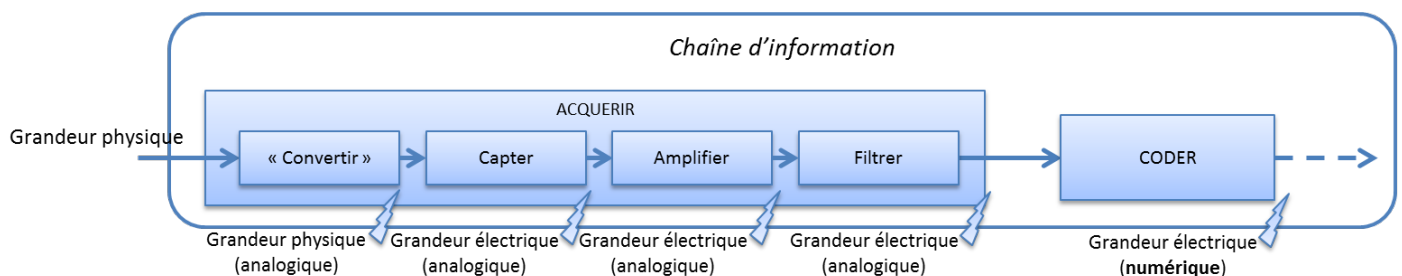 Chaîne d’information
ACQUERIR
Grandeur physique
« Convertir »
Capter
Amplifier
Filtrer
CODER
Grandeur physique
(analogique)
Grandeur électrique
(analogique)
Grandeur électrique
(analogique)
Grandeur électrique
(analogique)
Grandeur électrique
(numérique)